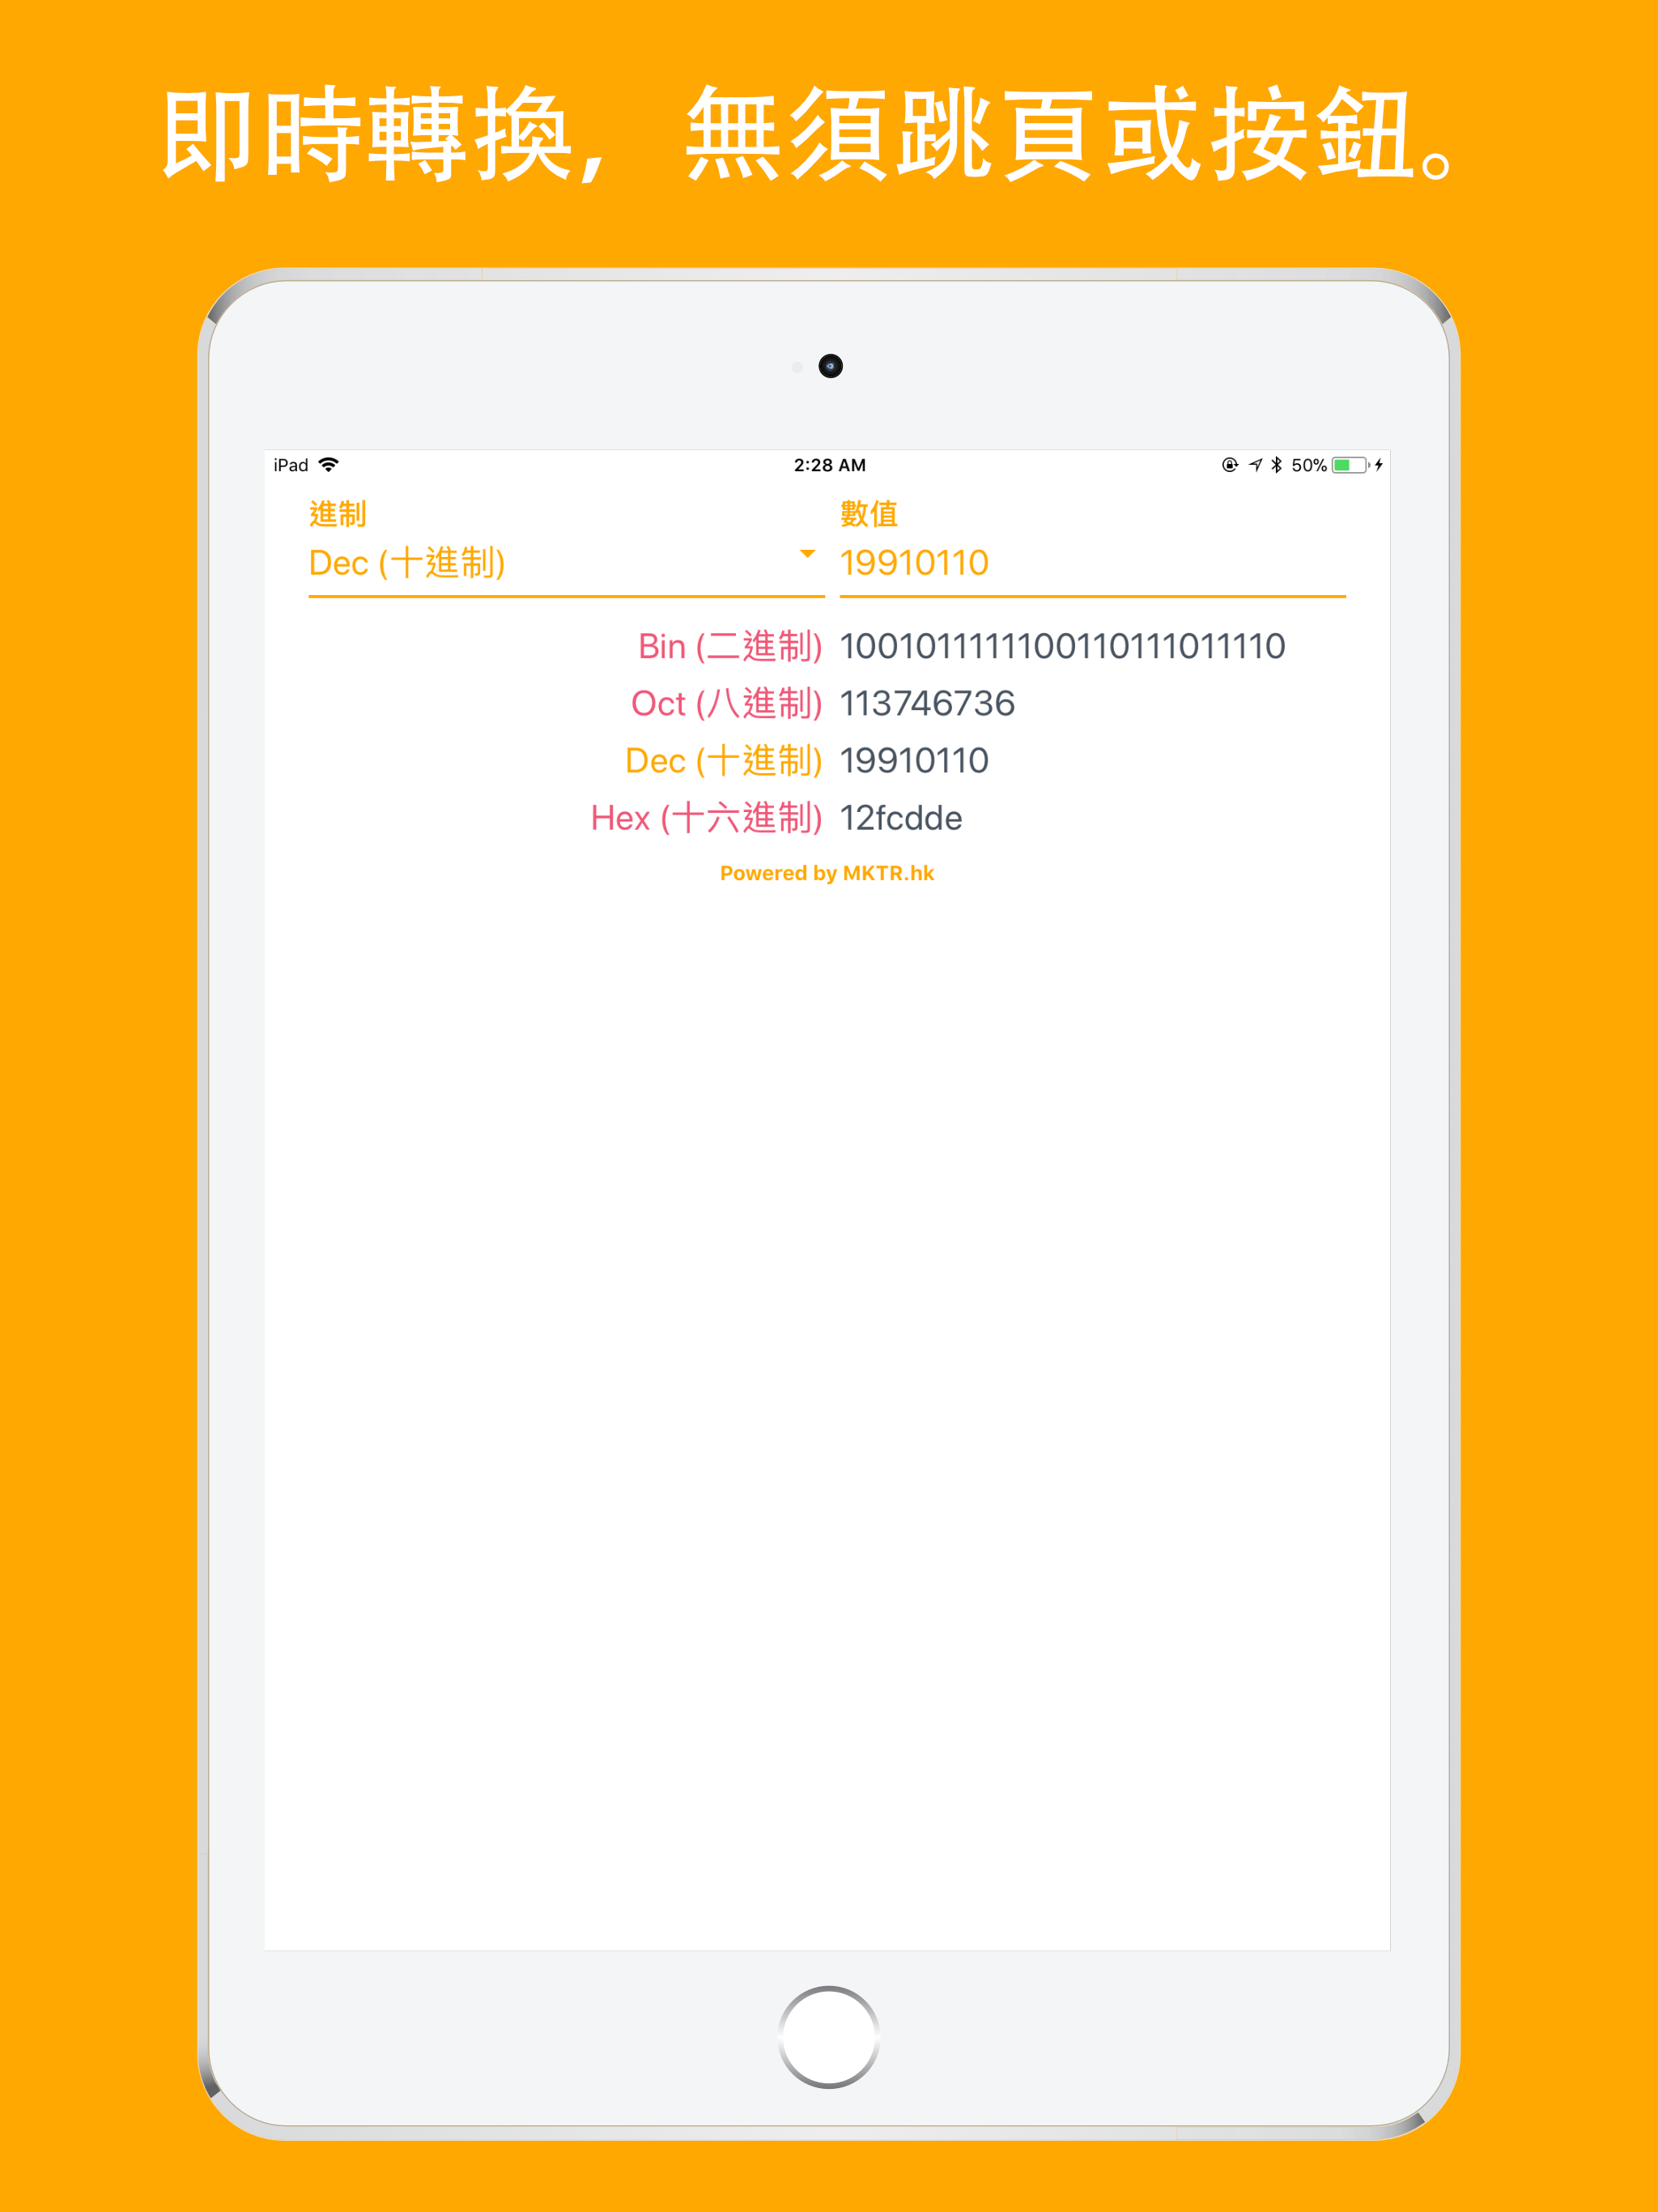 即時轉換，無須跳頁或按鈕。
iPad 2:28 AM 50%
進制 數值
Dec (十進制) 19910110
Bin (二進制) 1001011111100110111011110
Oct (八進制) 113746736
Dec (十進制) 19910110
Hex (十六進制) 12fcdde
Powered by MKTR.hk